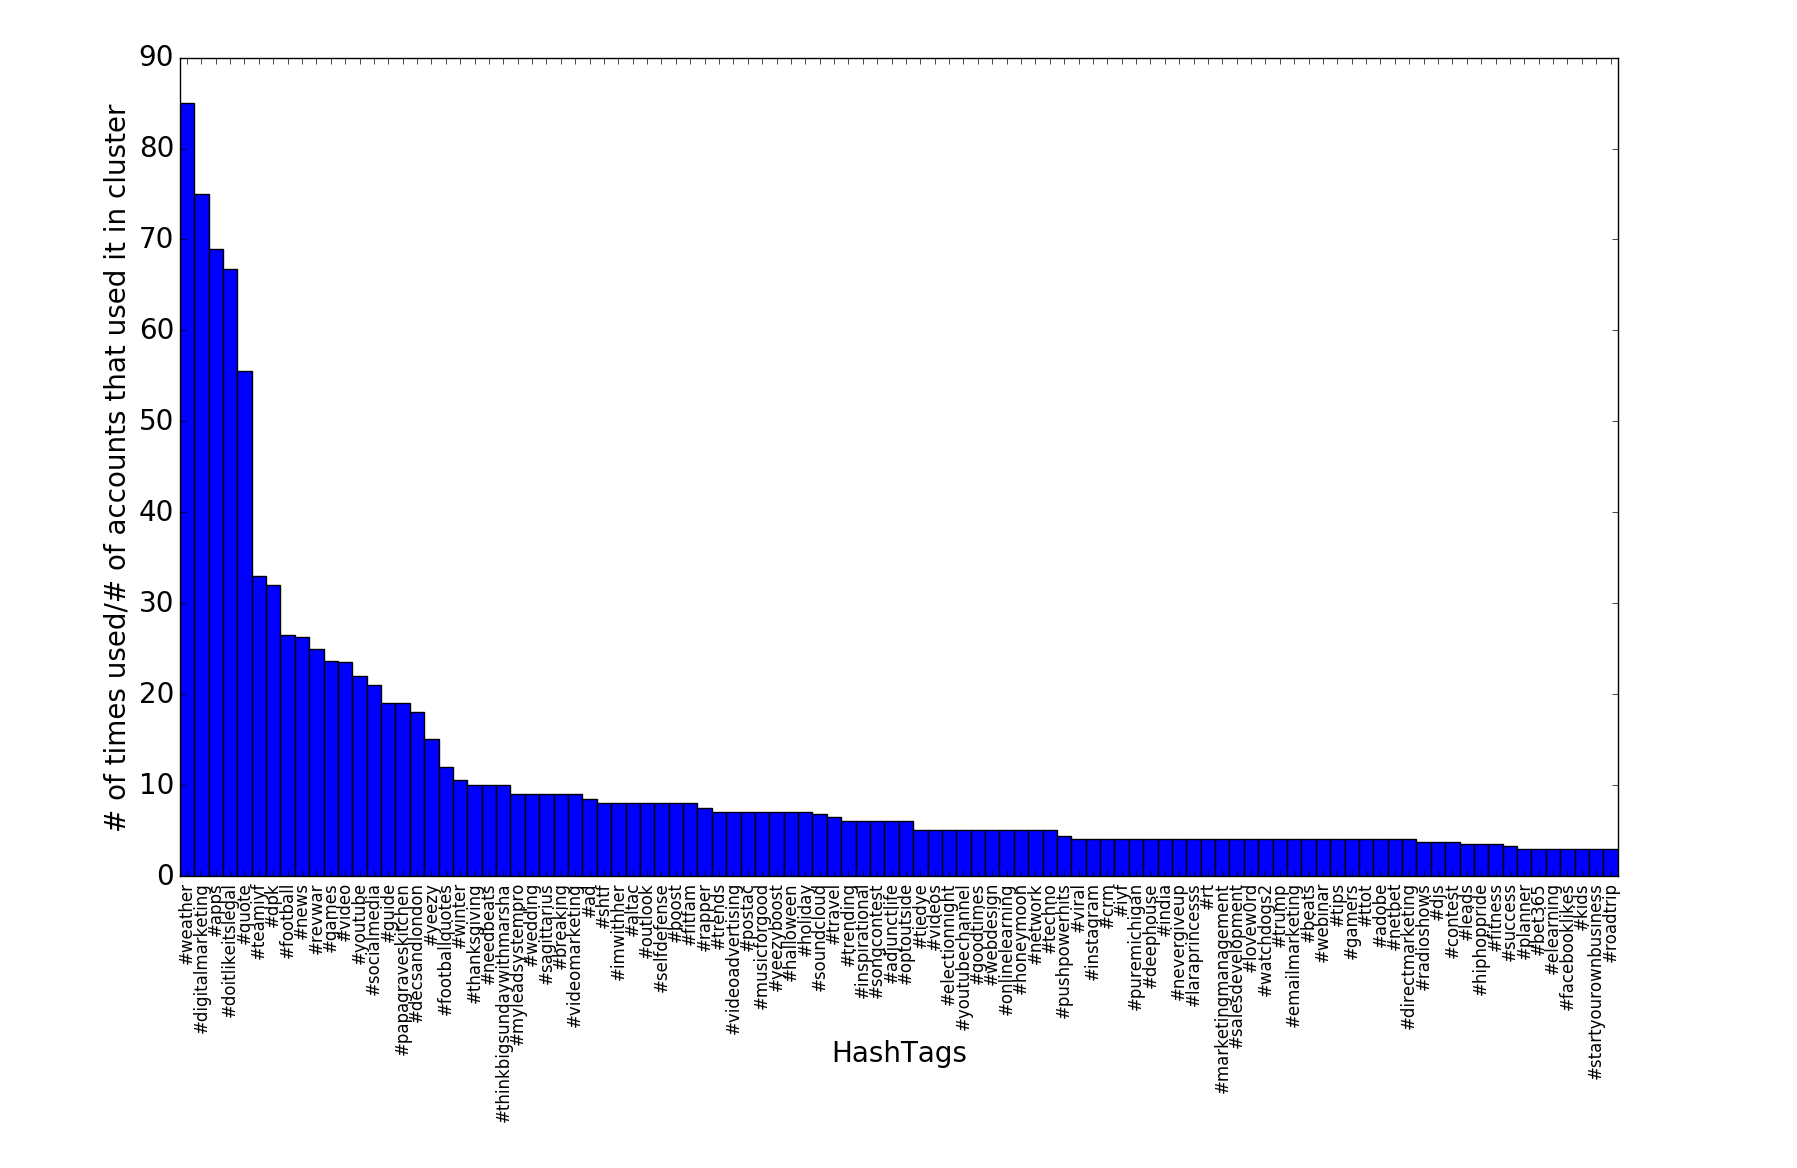 # of times used/# of accounts that used it in cluster
90
80
70
60
50
40
30
20
10
0
#weather
#digitalmarketing
#apps
#doitlikeitslegal
#quote
#teamlyf
#dpk
#football
#news
#revwar
#games
#video
#youtube
#socialmedia
#guide
#papagraveskitchen
#decsandlondon
#yeezy
#footballquotes
#winter
#thanksgiving
#needbeats
#thinkbigsundaywithmarsha
#myleadsystempro
#wedding
#sagittarius
#breaking
#videomarketing
#ad
#shtf
#imwithher
#altac
#outlook
#selfdefense
#boost
#fitfam
#rapper
#trends
#videoadvertising
#postac
#musicforgood
#yeezyboost
#halloween
#holiday
#soundcloud
#travel
#trending
#inspirational
#songcontest
#adjunctlife
#optoutside
#tiedye
#videos
#electionnight
#youtubechannel
#goodtimes
#webdesign
#onlinelearning
#honeymoon
#network
#techno
#pushpowerhits
#viral
#instagram
#crm
#lyf
#puremichigan
#deephouse
#india
#nevergiveup
#laraprincesss
#rt
#marketingmanagement
#salesdevelopment
#lovew0rd
#watchdogs2
#trump
#emailmarketing
#beats
#webinar
#tips
#gamers
#ttot
#adobe
#netbet
#directmarketing
#radioshows
#djs
#contest
#leads
#hiphoppride
#fitness
#success
#planner
#bet365
#elearning
#facebooklikes
#kids
#startyourownbusiness
#roadtrip
HashTags